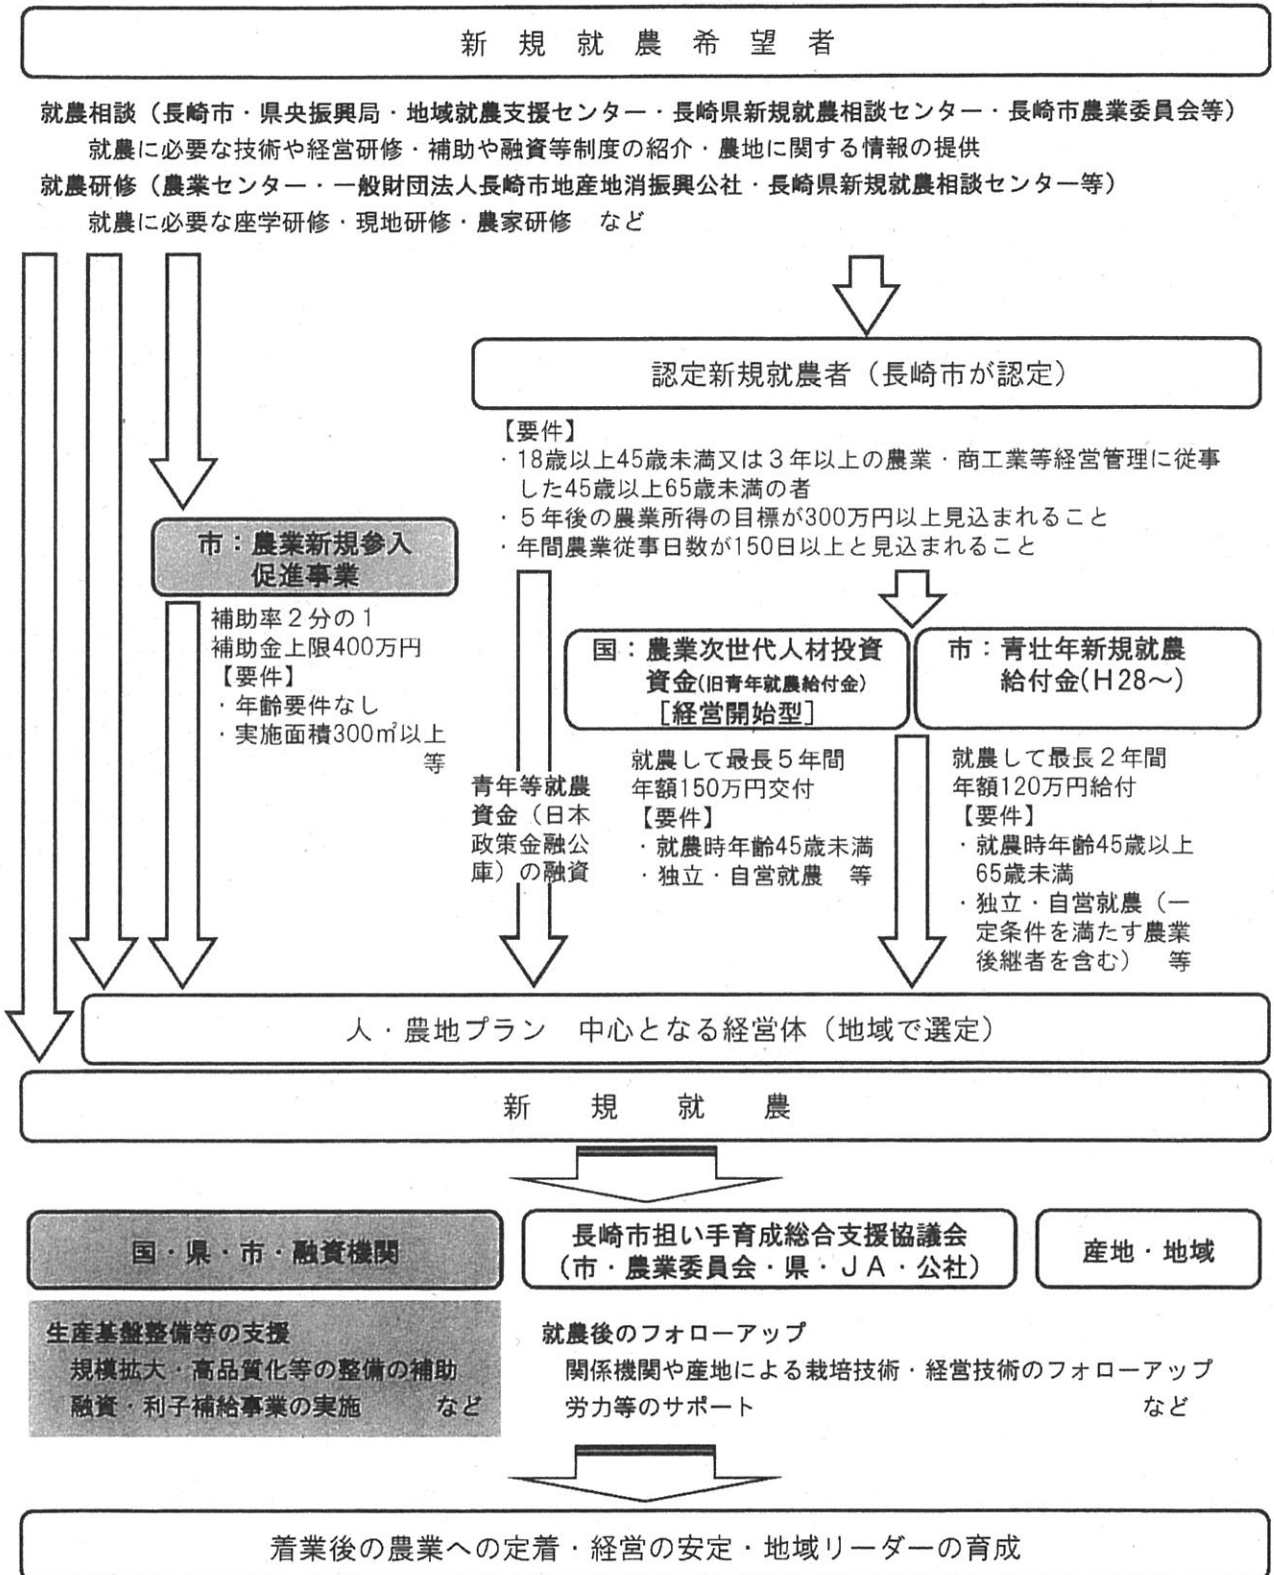 新規就農希望者
就農相談（長崎市・県央振興局・地域就農支援センター・長崎県新規就農相談センター・長崎市農業委員会等）
就農に必要な技術や経営研修・補助や融資等制度の紹介・農地に関する情報の提供
就農研修（農業センター・一般財団法人長崎市地産地消振興公社・長崎県新規就農相談センター等）
就農に必要な座学研修・現地研修・農家研修　など
認定新規就農者（長崎市が認定）
【要件】
・18歳以上45歳未満又は３年以上の農業・商工業等経営管理に従事
した45歳以上65歳未満の者
・５年後の農業所得の目標が300万円以上見込まれること
・年間農業従事日数が150日以上と見込まれること
市：農業新規参入
促進事業
補助率２分の１
補助金上限400万円
【要件】
・年齢要件なし
・実施面積300㎡以上
等
青年等就農
資金（日本
政策金融公
庫）の融資
国：農業次世代人材投資
資金(旧青年就農給付金)
［経営開始型］
就農して最長５年間
年額150万円交付
【要件】
・就農時年齢45歳未満
・独立・自営就農　等
市：青壮年新規就農
給付金(Ｈ28～)
就農して最長２年間
年額120万円給付
【要件】
・就農時年齢45歳以上
65歳未満
・独立・自営就農（一
定条件を満たす農業
後継者を含む）　等
人・農地プラン　中心となる経営体（地域で選定）
新規就農
国・県・市・融資機関
生産基盤整備等の支援
規模拡大・高品質化等の整備の補助
融資・利子補給事業の実施　など
長崎市担い手育成総合支援協議会
（市・農業委員会・県・ＪＡ・公社）
産地・地域
就農後のフォローアップ
関係機関や産地による栽培技術・経営技術のフォローアップ
労力等のサポート　など
着業後の農業への定着・経営の安定・地域リーダーの育成